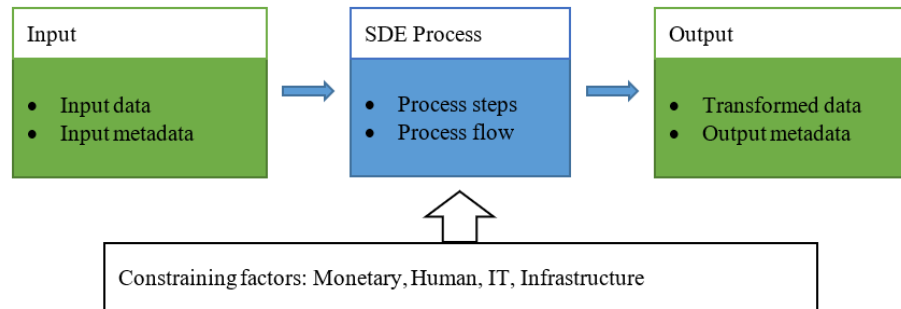 Input
• Input data
• Input metadata
SDE Process
• Process steps
• Process flow
Output
• Transformed data
• Output metadata
Constraining factors: Monetary, Human, IT, Infrastructure